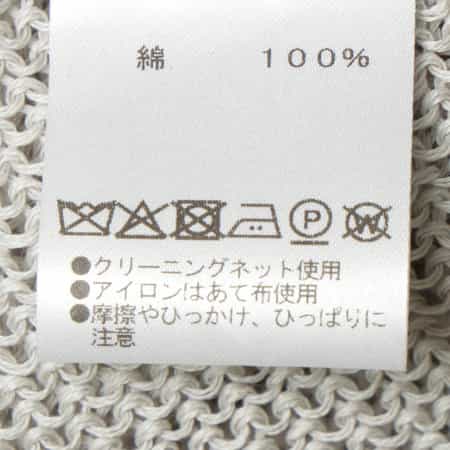 綿 100%
P W
●クリーニングネット使用
●アイロンはあて布使用
●摩擦やひっかけ、ひっぱりに
注意